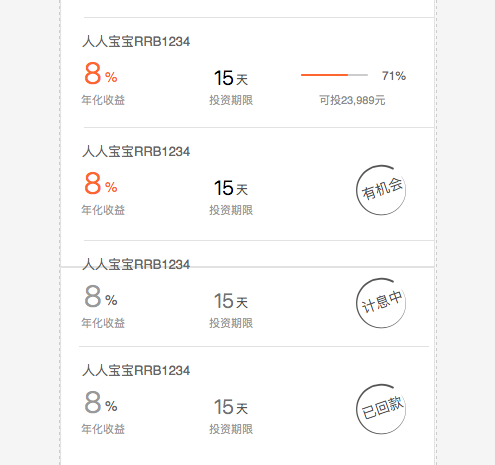 人人宝宝RRB1234
8% 15天 71%
年化收益 投资期限 可投23,989元
人人宝宝RRB1234
8% 15天 有机会
年化收益 投资期限
人人宝宝RRB1234
8% 15天 计息中
年化收益 投资期限
人人宝宝RRB1234
8% 15天 已回款
年化收益 投资期限